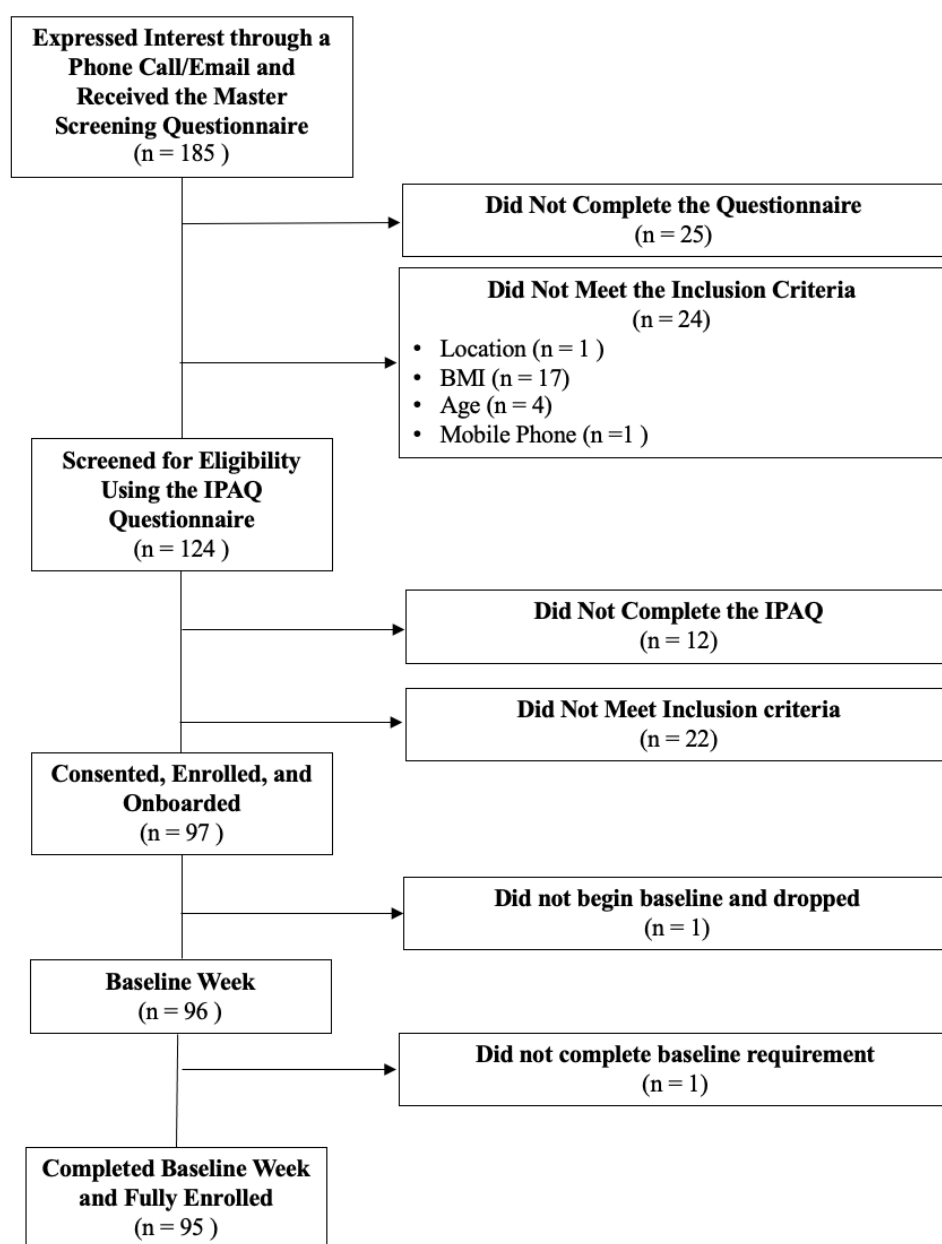 Expressed Interest through a
Phone Call/Email and
Received the Master
Screening Questionnaire
(n = 185 )
Did Not Complete the Questionnaire
(n = 25)
Did Not Meet the Inclusion Criteria
(n = 24)
• Location (n = 1 )
• BMI (n = 17)
• Age (n = 4)
• Mobile Phone (n =1 )
Screened for Eligibility
Using the IPAQ
Questionnaire
(n = 124 )
Did Not Complete the IPAQ
(n = 12)
Did Not Meet Inclusion criteria
(n = 22)
Consented, Enrolled, and
Onboarded
(n = 97 )
Did not begin baseline and dropped
(n = 1)
Baseline Week
(n = 96 )
Did not complete baseline requirement
(n = 1)
Completed Baseline Week
and Fully Enrolled
(n = 95 )